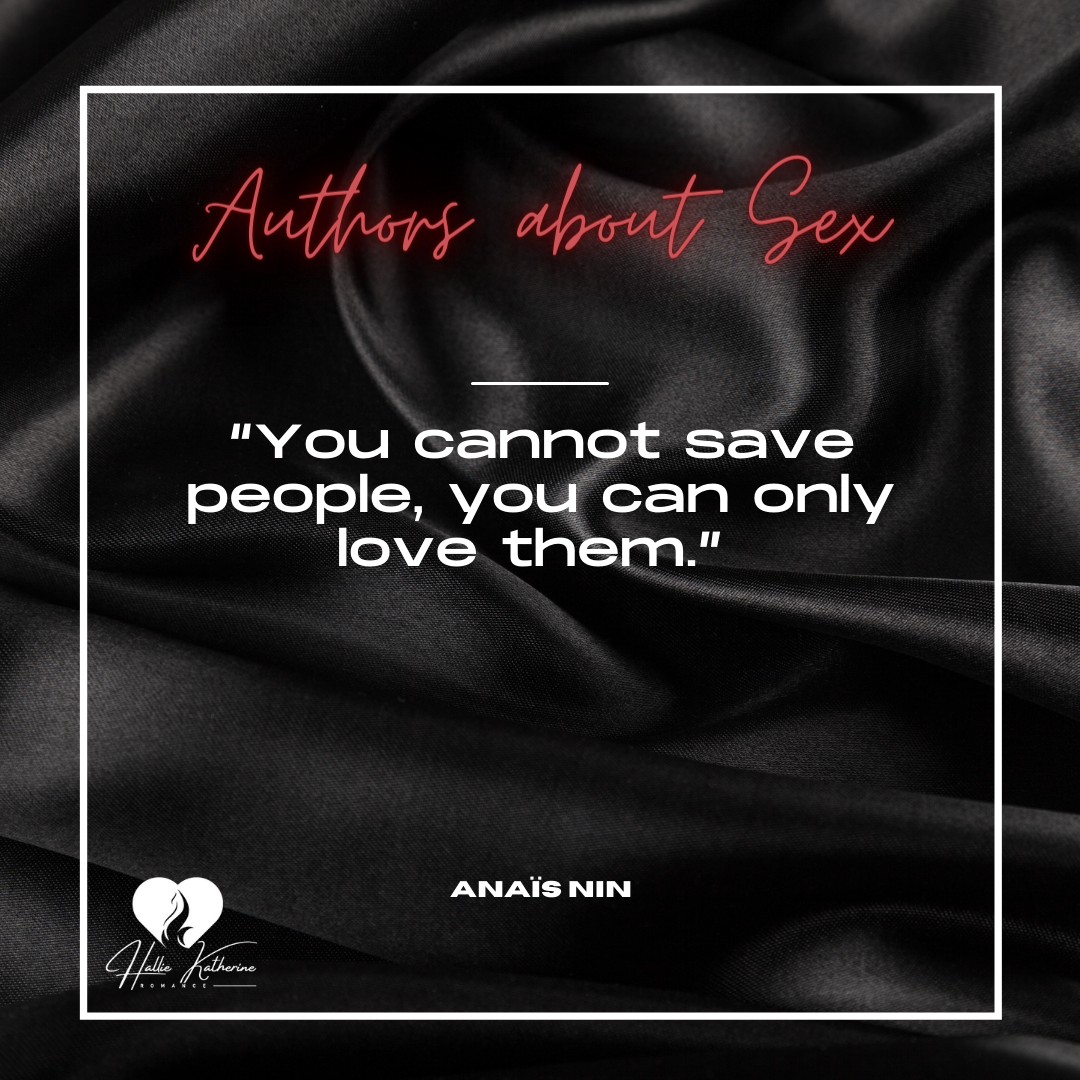 Authors about Sex
"You cannot save
people, you can only
love them."
ANAÏS NIN
Hallie Katherine
ROMANCE